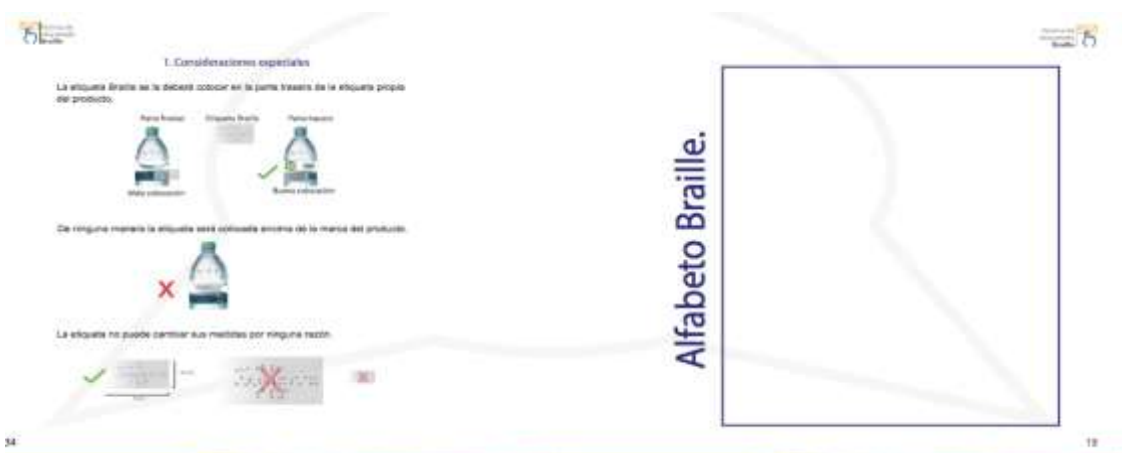 Braille
1. Consideraciones especiales
La etiqueta Braille se la deberá colocar en la parte trasera de la etiqueta propia
del producto.
Parte frontal
Etiqueta Braille
Parte trasera
Mala colocación
Buena colocación
De ninguna manera la etiqueta será colocada encima de la marca del producto.
La etiqueta no puede cambiar sus medidas por ninguna razón
34
Braille
Alfabeto Braille.
19